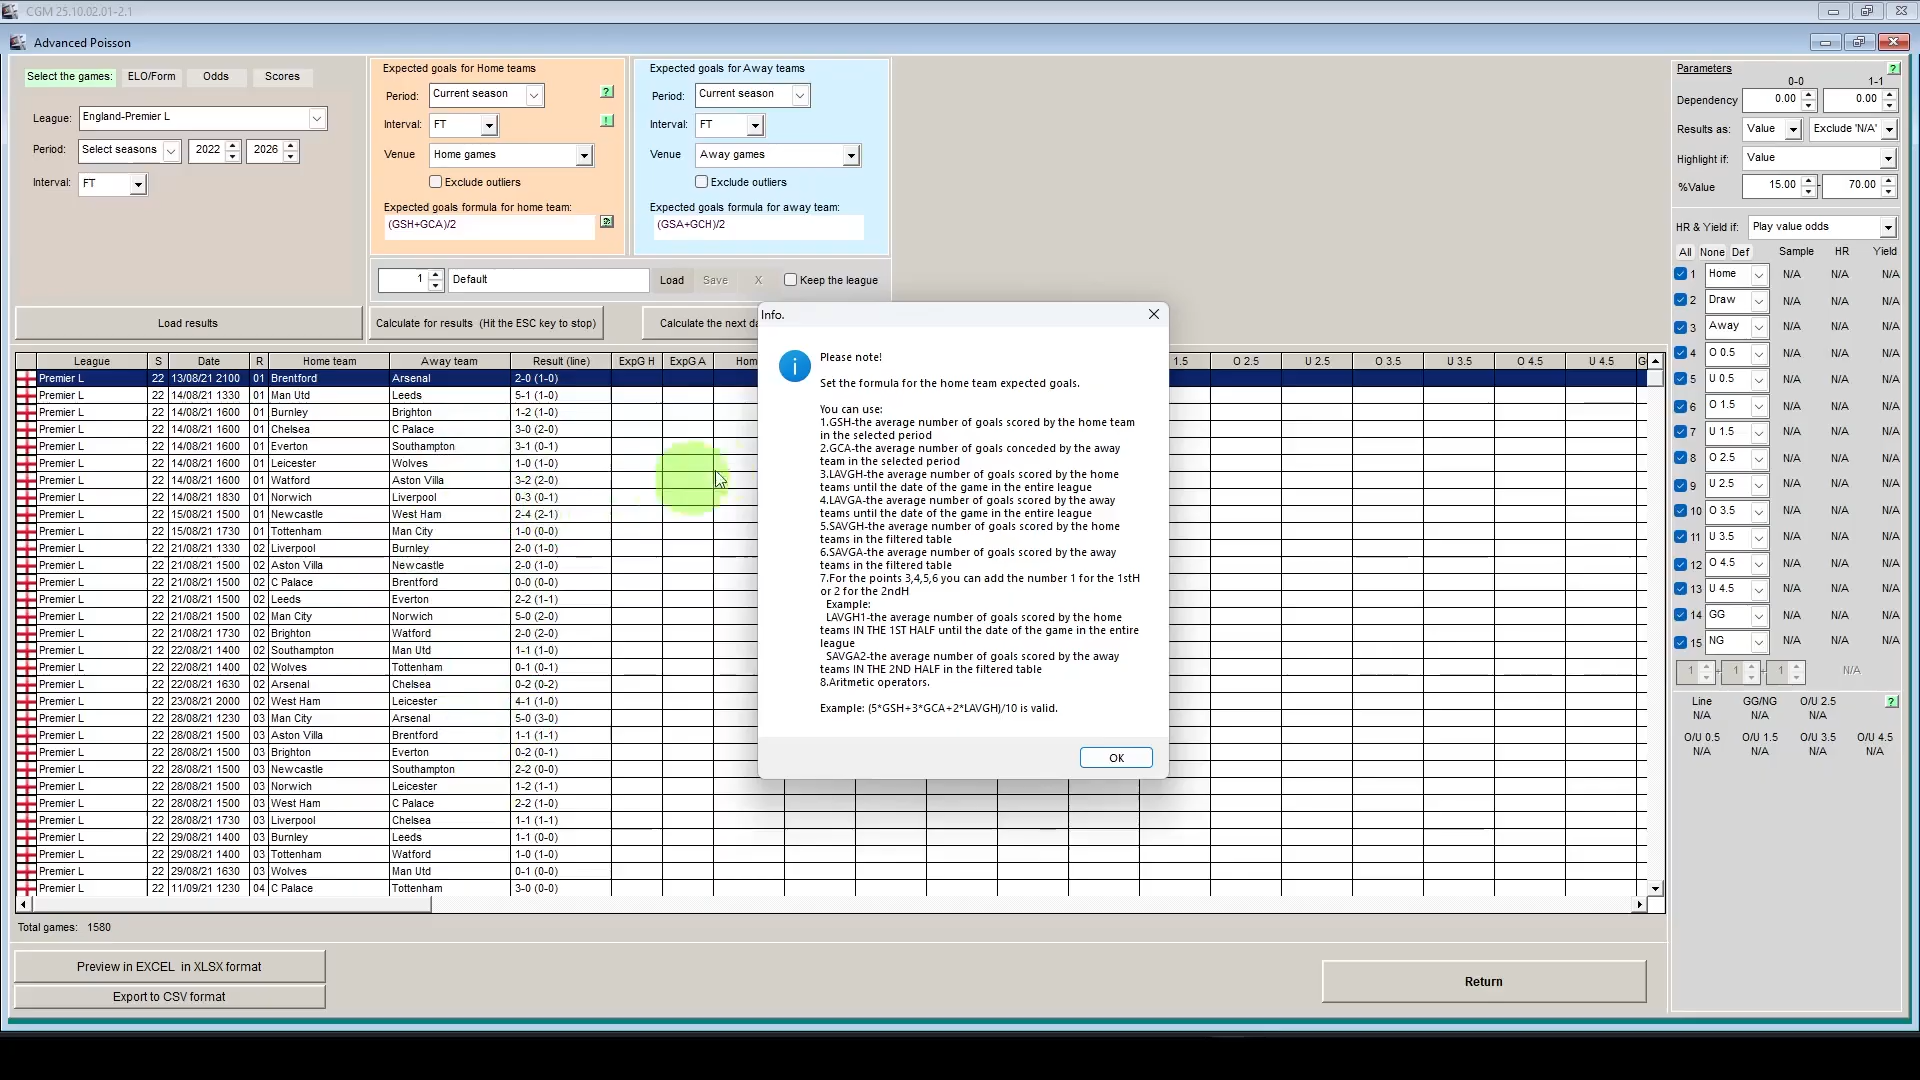 CGM 25.10.02.01-2.1
Advanced Poisson
Select the games: ELO/Form Odds Scores
League: England-Premier L
Period: Select seasons 2022 2026
Interval: FT
Expected goals for Home teams
Period: Current season ?
Interval: FT !
Venue Home games
Exclude outliers
Expected goals formula for home team:
(GSH+GCA)/2
Expected goals for Away teams
Period: Current season
Interval: FT
Venue Away games
Exclude outliers
Expected goals formula for away team:
(GSA+GCH)/2
1 Default Load Save X Keep the league
Load results Calculate for results (Hit the ESC key to stop) Calculate the next da
League S Date R Home team Away team Result (line) ExpG H ExpG A Hom 1.5 O 2.5 U 2.5 O 3.5 U 3.5 O 4.5 U 4.5 G
Premier L 22 13/08/21 2100 01 Brentford Arsenal 2-0 (1-0)
Premier L 22 14/08/21 1330 01 Man Utd Leeds 5-1 (1-0)
Premier L 22 14/08/21 1600 01 Burnley Brighton 1-2 (1-0)
Premier L 22 14/08/21 1600 01 Chelsea C Palace 3-0 (2-0)
Premier L 22 14/08/21 1600 01 Everton Southampton 3-1 (0-1)
Premier L 22 14/08/21 1600 01 Leicester Wolves 1-0 (1-0)
Premier L 22 14/08/21 1600 01 Watford Aston Villa 3-2 (2-0)
Premier L 22 14/08/21 1830 01 Norwich Liverpool 0-3 (0-1)
Premier L 22 15/08/21 1500 01 Newcastle West Ham 2-4 (2-1)
Premier L 22 15/08/21 1730 01 Tottenham Man City 1-0 (0-0)
Premier L 22 21/08/21 1330 02 Liverpool Burnley 2-0 (1-0)
Premier L 22 21/08/21 1500 02 Aston Villa Newcastle 2-0 (1-0)
Premier L 22 21/08/21 1500 02 C Palace Brentford 0-0 (0-0)
Premier L 22 21/08/21 1500 02 Leeds Everton 2-2 (1-1)
Premier L 22 21/08/21 1500 02 Man City Norwich 5-0 (2-0)
Premier L 22 21/08/21 1730 02 Brighton Watford 2-0 (2-0)
Premier L 22 22/08/21 1400 02 Southampton Man Utd 1-1 (1-0)
Premier L 22 22/08/21 1400 02 Wolves Tottenham 0-1 (0-1)
Premier L 22 22/08/21 1630 02 Arsenal Chelsea 0-2 (0-2)
Premier L 22 23/08/21 2000 02 West Ham Leicester 4-1 (1-0)
Premier L 22 28/08/21 1230 03 Man City Arsenal 5-0 (3-0)
Premier L 22 28/08/21 1500 03 Aston Villa Brentford 1-1 (1-1)
Premier L 22 28/08/21 1500 03 Brighton Everton 0-2 (0-1)
Premier L 22 28/08/21 1500 03 Newcastle Southampton 2-2 (0-0)
Premier L 22 28/08/21 1500 03 Norwich Leicester 1-2 (1-1)
Premier L 22 28/08/21 1500 03 West Ham C Palace 2-2 (1-0)
Premier L 22 28/08/21 1730 03 Liverpool Chelsea 1-1 (1-1)
Premier L 22 29/08/21 1400 03 Burnley Leeds 1-1 (0-0)
Premier L 22 29/08/21 1400 03 Tottenham Watford 1-0 (1-0)
Premier L 22 29/08/21 1630 03 Wolves Man Utd 0-1 (0-0)
Premier L 22 11/09/21 1230 04 C Palace Tottenham 3-0 (0-0)
Total games: 1580
Preview in EXCEL in XLSX format
Export to CSV format
Return
Info.
Please note!
Set the formula for the home team expected goals.
You can use:
1.GSH-the average number of goals scored by the home team
in the selected period
2.GCA-the average number of goals conceded by the away
team in the selected period
3.LAVGH-the average number of goals scored by the home
teams until the date of the game in the entire league
4.LAVGA-the average number of goals scored by the away
teams until the date of the game in the entire league
5.SAVGH-the average number of goals scored by the home
teams in the filtered table
6.SAVGA-the average number of goals scored by the away
teams in the filtered table
7.For the points 3,4,5,6 you can add the number 1 for the 1stH
or 2 for the 2ndH
Example:
LAVGH1-the average number of goals scored by the home
teams IN THE 1ST HALF until the date of the game in the entire
league
SAVGA2-the average number of goals scored by the away
teams IN THE 2ND HALF in the filtered table
8.Aritmetic operators.
Example: (5*GSH+3*GCA+2*LAVGH)/10 is valid.
OK
Parameters ?
0-0 1-1
Dependency 0.00 0.00
Results as: Value Exclude 'N/A'
Highlight if: Value
%Value 15.00 - 70.00
HR & Yield if: Play value odds
All None Def Sample HR Yield
1 Home N/A N/A N/A
2 Draw N/A N/A N/A
3 Away N/A N/A N/A
4 O 0.5 N/A N/A N/A
5 U 0.5 N/A N/A N/A
6 O 1.5 N/A N/A N/A
7 U 1.5 N/A N/A N/A
8 O 2.5 N/A N/A N/A
9 U 2.5 N/A N/A N/A
10 O 3.5 N/A N/A N/A
11 U 3.5 N/A N/A N/A
12 O 4.5 N/A N/A N/A
13 U 4.5 N/A N/A N/A
14 GG N/A N/A N/A
15 NG N/A N/A N/A
1 1 1 N/A
Line GG/NG O/U 2.5 ?
N/A N/A N/A
O/U 0.5 O/U 1.5 O/U 3.5 O/U 4.5
N/A N/A N/A N/A